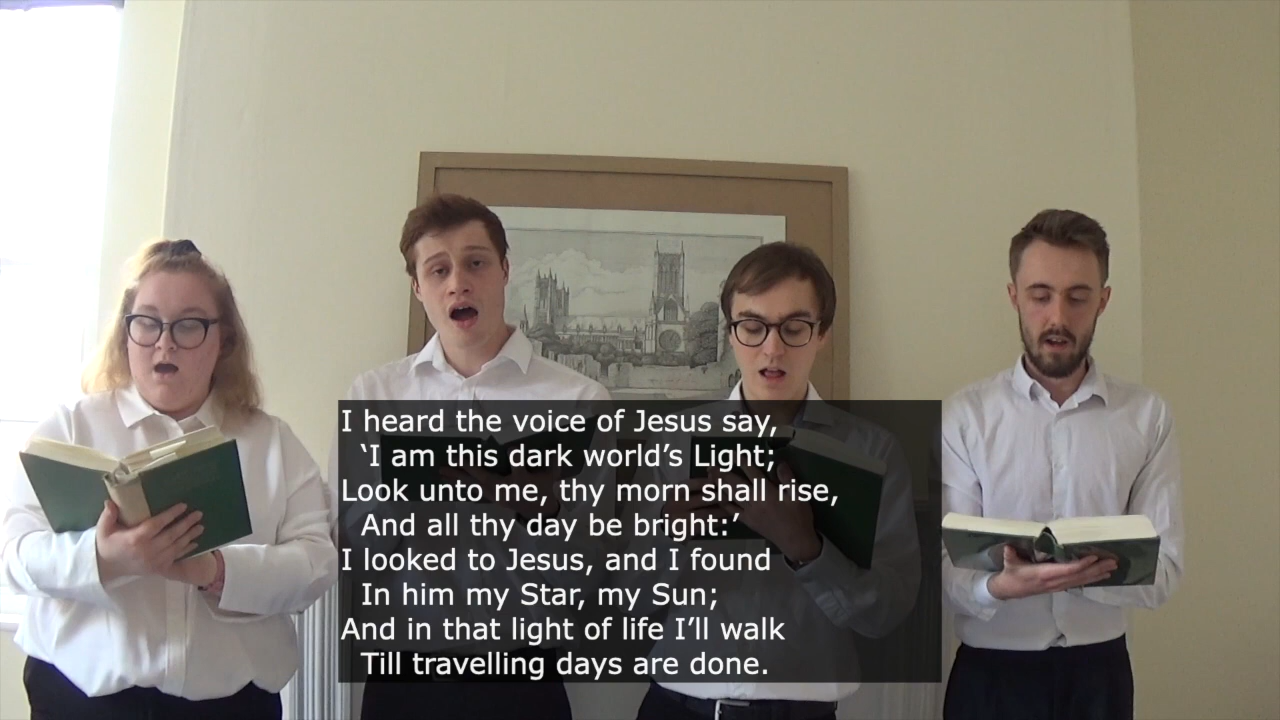 I heard the voice of Jesus say,
‘I am this dark world’s Light;
Look unto me, thy morn shall rise,
And all thy day be bright:’
I looked to Jesus, and I found
In him my Star, my Sun;
And in that light of life I’ll walk
Till travelling days are done.